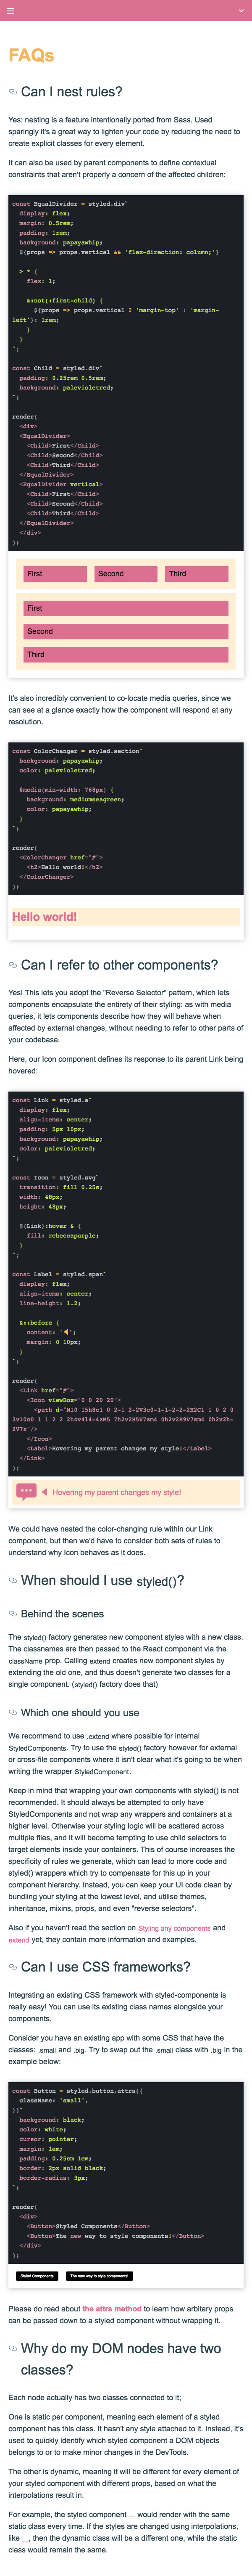 FAQs
Can I nest rules?
Yes: nesting is a feature intentionally ported from Sass. Used
sparingly it's a great way to lighten your code by reducing the need to
create explicit classes for every element.
It can also be used by parent components to define contextual
constraints that aren't properly a concern of the affected children:
const EqualDivider = styled.div`
display: flex;
margin: 0.5rem;
padding: 1rem;
background: papayawhip;
${props => props.vertical && 'flex-direction: column;'}
> * {
flex: 1;
&:not(:first-child) {
${props => props.vertical ? 'margin-top' : 'margin-
left'}: 1rem;
}
}
`;
const Child = styled.div`
padding: 0.25rem 0.5rem;
background: palevioletred;
`;
render(
<div>
<EqualDivider>
<Child>First</Child>
<Child>Second</Child>
<Child>Third</Child>
</EqualDivider>
<EqualDivider vertical>
<Child>First</Child>
<Child>Second</Child>
<Child>Third</Child>
</EqualDivider>
</div>
);
First Second Third
First
Second
Third
It's also incredibly convenient to co-locate media queries, since we
can see at a glance exactly how the component will respond at any
resolution.
const ColorChanger = styled.section`
background: papayawhip;
color: palevioletred;
@media(min-width: 768px) {
background: mediumseagreen;
color: papayawhip;
}
`;
render(
<ColorChanger href="#">
<h2>Hello world!</h2>
</ColorChanger>
);
Hello world!
Can I refer to other components?
Yes! This lets you adopt the "Reverse Selector" pattern, which lets
components encapsulate the entirety of their styling: as with media
queries, it lets components describe how they will behave when
affected by external changes, without needing to refer to other parts of
your codebase.
Here, our Icon component defines its response to its parent Link being
hovered:
const Link = styled.a`
display: flex;
align-items: center;
padding: 5px 10px;
background: papayawhip;
color: palevioletred;
`;
const Icon = styled.svg`
transition: fill 0.25s;
width: 48px;
height: 48px;
${Link}:hover & {
fill: rebeccapurple;
}
`;
const Label = styled.span`
display: flex;
align-items: center;
line-height: 1.2;
&::before {
content: '◀';
margin: 0 10px;
}
`;
render(
<Link href="#">
<Icon viewBox="0 0 20 20">
<path d="M10 15h8c1 0 2-1 2-2V3c0-1-1-2-2-2H2C1 1 0 2 0
3v10c0 1 1 2 2 2h4v4l4-4zM5 7h2v2H5V7zm4 0h2v2H9V7zm4 0h2v2h-
2V7z"/>
</Icon>
<Label>Hovering my parent changes my style!</Label>
</Link>
);
◀ Hovering my parent changes my style!
We could have nested the color-changing rule within our Link
component, but then we'd have to consider both sets of rules to
understand why Icon behaves as it does.
When should I use styled()?
Behind the scenes
The styled() factory generates new component styles with a new class.
The classnames are then passed to the React component via the
className prop. Calling extend creates new component styles by
extending the old one, and thus doesn't generate two classes for a
single component. (styled() factory does that)
Which one should you use
We recommend to use .extend where possible for internal
StyledComponents. Try to use the styled() factory however for external
or cross-file components where it isn't clear what it's going to be when
writing the wrapper StyledComponent.
Keep in mind that wrapping your own components with styled() is not
recommended. It should always be attempted to only have
StyledComponents and not wrap any wrappers and containers at a
higher level. Otherwise your styling logic will be scattered across
multiple files, and it will become tempting to use child selectors to
target elements inside your containers. This of course increases the
specificity of rules we generate, which can lead to more code and
styled() wrappers which try to compensate for this up in your
component hierarchy. Instead, you can keep your UI code clean by
bundling your styling at the lowest level, and utilise themes,
inheritance, mixins, props, and even "reverse selectors".
Also if you haven't read the section on Styling any components and
extend yet, they contain more information and examples.
Can I use CSS frameworks?
Integrating an existing CSS framework with styled-components is
really easy! You can use its existing class names alongside your
components.
Consider you have an existing app with some CSS that have the
classes: .small and .big. Try to swap out the .small class with .big in the
example below:
const Button = styled.button.attrs({
className: 'small',
})`
background: black;
color: white;
cursor: pointer;
margin: 1em;
padding: 0.25em 1em;
border: 2px solid black;
border-radius: 3px;
`;
render(
<div>
<Button>Styled Components</Button>
<Button>The new way to style components!</Button>
</div>
);
Styled Components The new way to style components!
Please do read about the attrs method to learn how arbitary props
can be passed down to a styled component without wrapping it.
Why do my DOM nodes have two
classes?
Each node actually has two classes connected to it;
One is static per component, meaning each element of a styled
component has this class. It hasn't any style attached to it. Instead, it's
used to quickly identify which styled component a DOM objects
belongs to or to make minor changes in the DevTools.
The other is dynamic, meaning it will be different for every element of
your styled component with different props, based on what the
interpolations result in.
For example, the styled component would render with the same
static class every time. If the styles are changed using interpolations,
like , then the dynamic class will be a different one, while the static
class would remain the same.